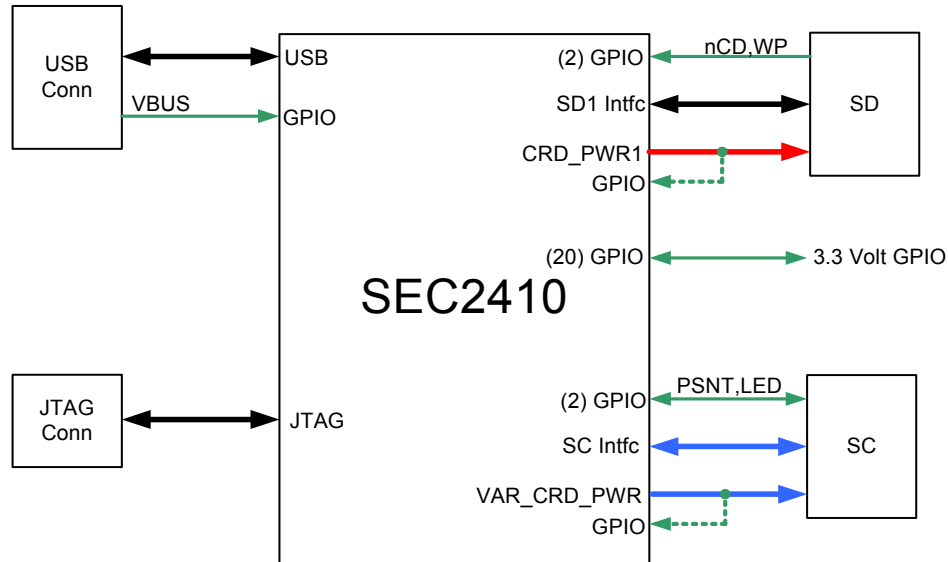 USB
Conn
VBUS
USB
GPIO
(2) GPIO
nCD,WP
SD1 Intfc
SD
CRD_PWR1
GPIO
(20) GPIO
3.3 Volt GPIO
SEC2410
JTAG
Conn
JTAG
(2) GPIO
PSNT,LED
SC Intfc
SC
VAR_CRD_PWR
GPIO